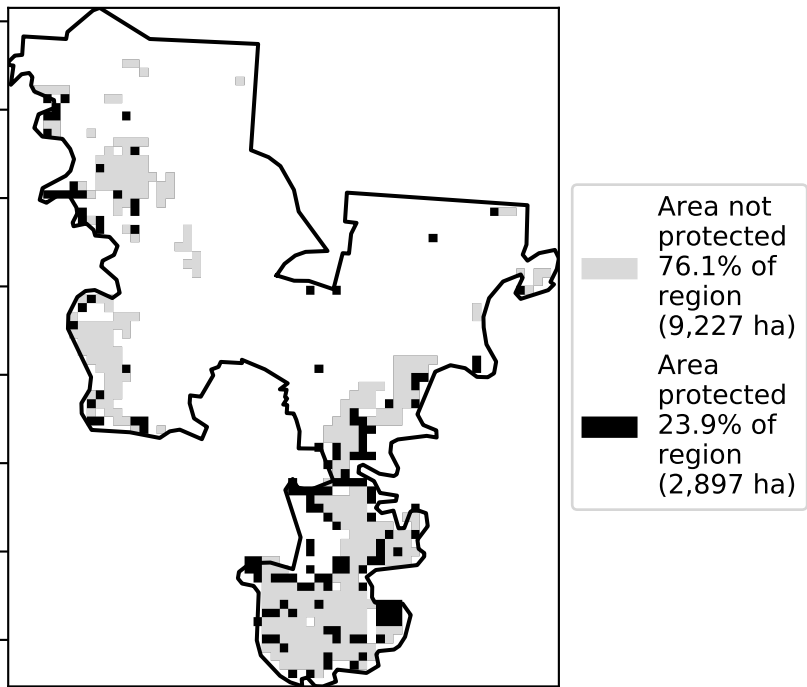 Area not
protected
76.1% of
region
(9,227 ha)
Area
protected
23.9% of
region
(2,897 ha)